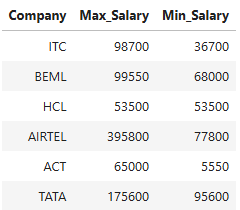 Company Max_Salary Min_Salary
ITC 98700 36700
BEML 99550 68000
HCL 53500 53500
AIRTEL 395800 77800
ACT 65000 5550
TATA 175600 95600